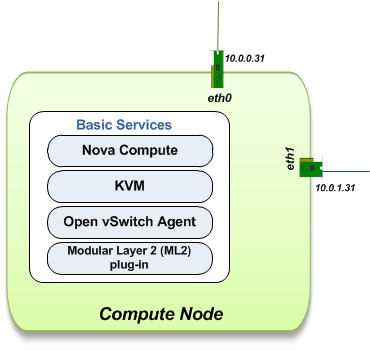 10.0.0.31
eth0
Basic Services
Nova Compute
KVM
Open vSwitch Agent
Modular Layer 2 (ML2)
plug-in
eth1
10.0.1.31
Compute Node